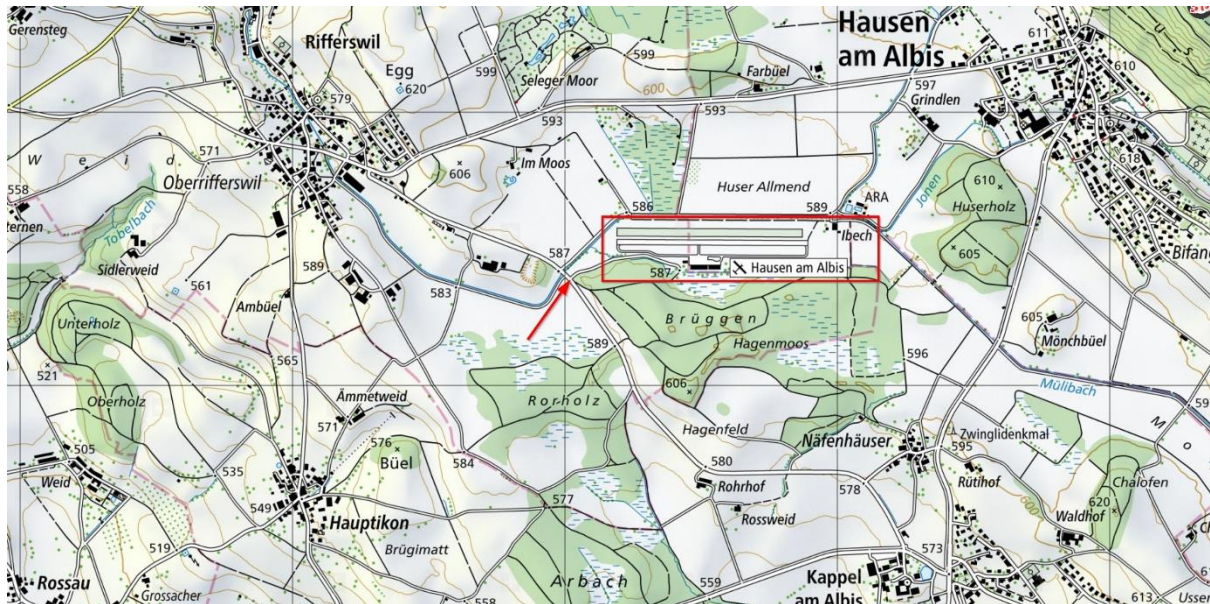 Gerensteg
Rifferswil
Egg
620
579
599
Seleger Moor
599
600
Farbüel
Hausen
am Albis
611
610
597
Grindlen
593
593
618
571
Weid
Oberrifferswil
558
606
Im Moos
Huser Allmend
586
589
ARA
Jonen
610
Huserholz
605
Ibech
Tobelbach
Sidlerweid
561
589
Ambüel
587
583
587
Hausen am Albis
Brüggen
Hagenmoos
589
596
605
Mönchbüel
Mülibach
Unterholz
521
Oberholz
565
Ämmetweid
571
576
Büel
584
Rorholz
606
Hagenfeld
Näfenhäuser
Zwinglidenkmal
595
505
Weid
535
549
Hauptikon
577
580
Rohrhof
578
Rütihof
600
Chalofen
620
Waldhof
Rossweid
519
Brügimatt
Rossau
Grossacher
558
Arbach
559
573
Kappel
am Albis
613